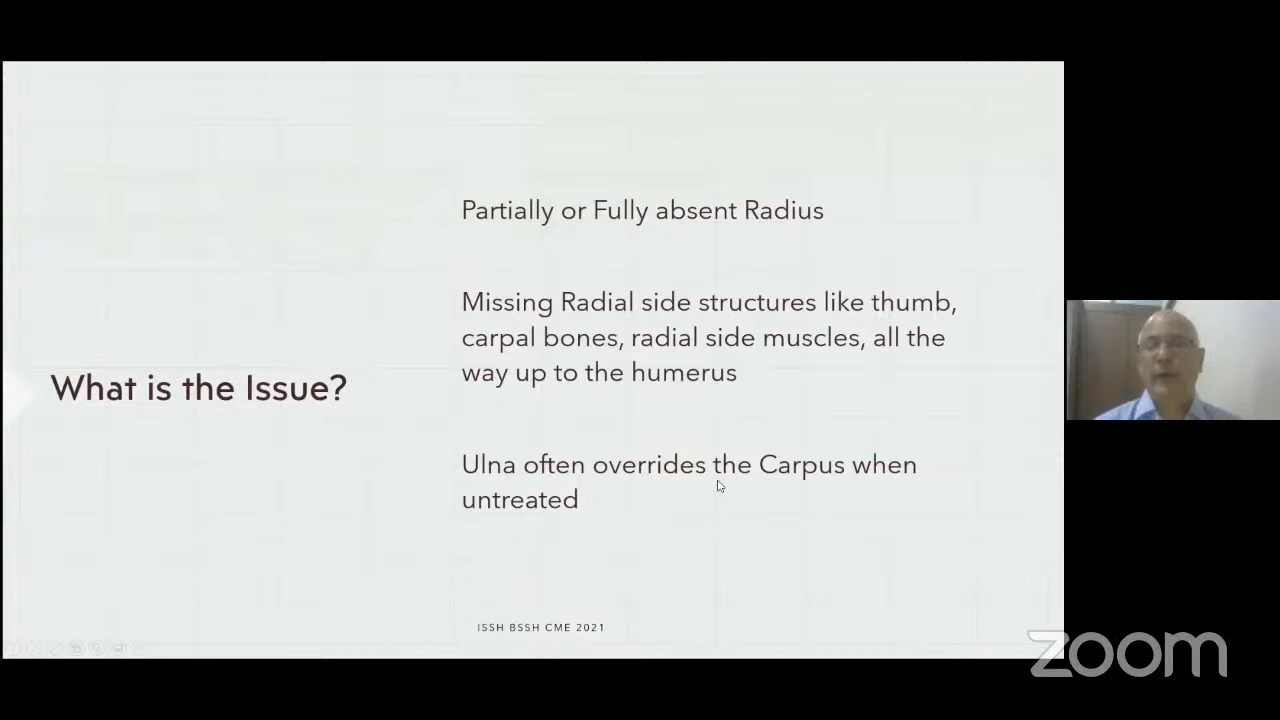 Partially or Fully absent Radius
Missing Radial side structures like thumb,
carpal bones, radial side muscles, all the
way up to the humerus
What is the Issue?
Ulna often overrides the Carpus when
untreated
ISSH BSSH CME 2021
zoom